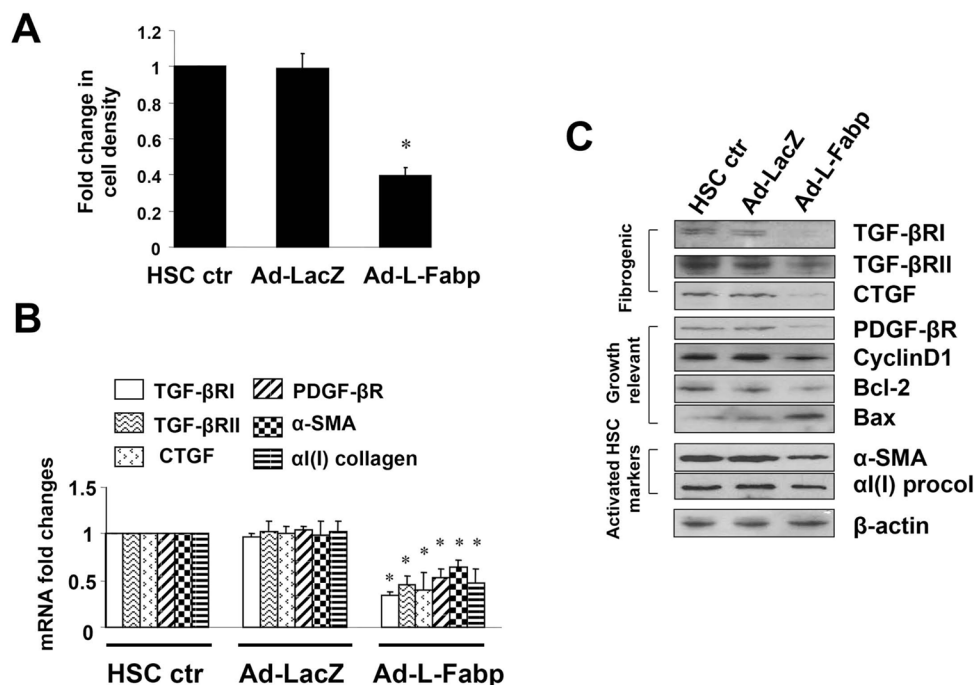 A
Fold change in
cell density
1.2
1
0.8
0.6
0.4
0.2
0
*
HSC ctr Ad-LacZ Ad-L-Fabp
B
TGF-βRI PDGF-βR
TGF-βRII α-SMA
CTGF αI(I) collagen
mRNA fold changes
1.5
1
0.5
0
* * * * * *
HSC ctr Ad-LacZ Ad-L-Fabp
C
HSC ctr Ad-LacZ Ad-L-Fabp
Fibrogenic
TGF-βRI
TGF-βRII
CTGF
Growth
relevant
PDGF-βR
CyclinD1
Bcl-2
Bax
Activated HSC
markers
α-SMA
αI(I) procol
β-actin